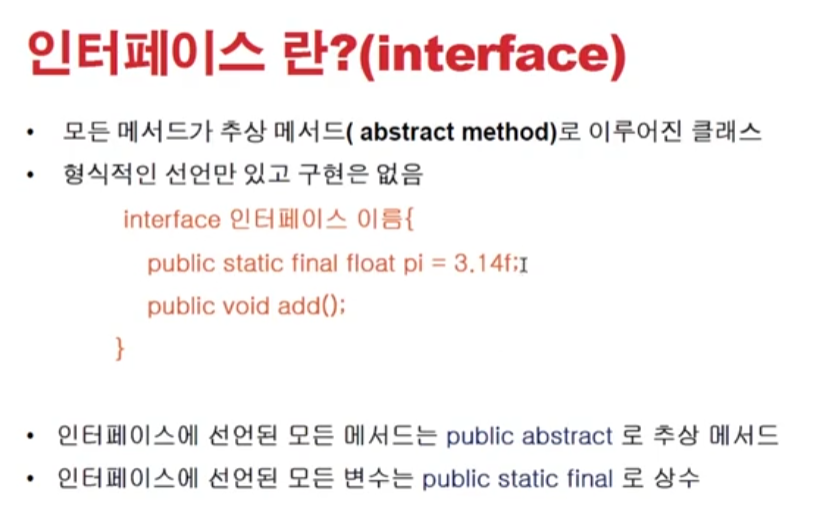 인터페이스 란?(interface)
• 모든 메서드가 추상 메서드( abstract method)로 이루어진 클래스
• 형식적인 선언만 있고 구현은 없음
interface 인터페이스 이름{
public static final float pi = 3.14f;
public void add();
}
• 인터페이스에 선언된 모든 메서드는 public abstract 로 추상 메서드
• 인터페이스에 선언된 모든 변수는 public static final 로 상수